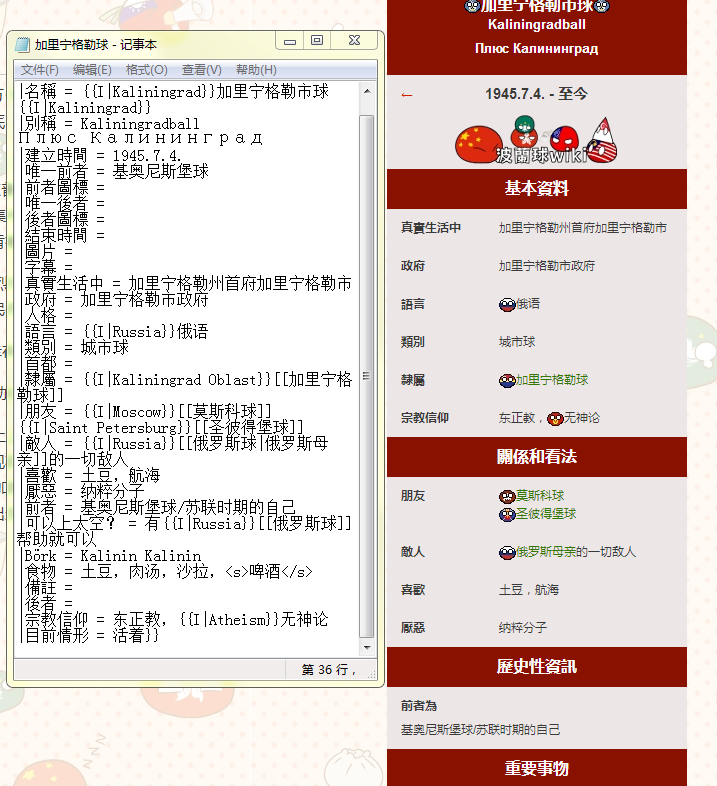 加里宁格勒球 - 记事本
文件(F) 编辑(E) 格式(O) 查看(V) 帮助(H)
|名稱 = {{I|Kaliningrad}}加里宁格勒市球
{{I|Kaliningrad}}
|別稱 = Kaliningradball
Плюс Калининград
|建立時間 = 1945.7.4.
|唯一前者 = 基奥尼斯堡球
|前者圖標 =
|唯一後者 =
|後者圖標 =
|結束時間 =
|圖片 =
|字幕 =
|真實生活中 = 加里宁格勒州首府加里宁格勒市
|政府 = 加里宁格勒市政府
|人格 =
|語言 = {{I|Russia}}俄语
|類別 = 城市球
|首都 =
|隸屬 = {{I|Kaliningrad Oblast}}[[加里宁格
勒球]]
|朋友 = {{I|Moscow}}[[莫斯科球]]
{{I|Saint Petersburg}}[[圣彼得堡球]]
|敵人 = {{I|Russia}}[[俄罗斯球|俄罗斯母
亲]]的一切敌人
|喜歡 = 土豆，航海
|厭惡 = 纳粹分子
|前者 = 基奥尼斯堡球/苏联时期的自己
|可以上太空？ = 有{{I|Russia}}[[俄罗斯球]]
帮助就可以
|Börk = Kalinin Kalinin
|食物 = 土豆，肉汤，沙拉，<s>啤酒</s>
|備註 =
|後者 =
|宗教信仰 = 东正教，{{I|Atheism}}无神论
|目前情形 = 活着}}
第 36 行，
加里宁格勒市球
Kaliningradball
Плюс Калининград
← 1945.7.4. - 至今
波蘭球wiki
基本資料
真實生活中 加里宁格勒州首府加里宁格勒市
政府 加里宁格勒市政府
語言 俄语
類別 城市球
隸屬 加里宁格勒球
宗教信仰 东正教，无神论
關係和看法
朋友 莫斯科球
圣彼得堡球
敵人 俄罗斯母亲的一切敌人
喜歡 土豆，航海
厭惡 纳粹分子
歷史性資訊
前者為
基奥尼斯堡球/苏联时期的自己
重要事物